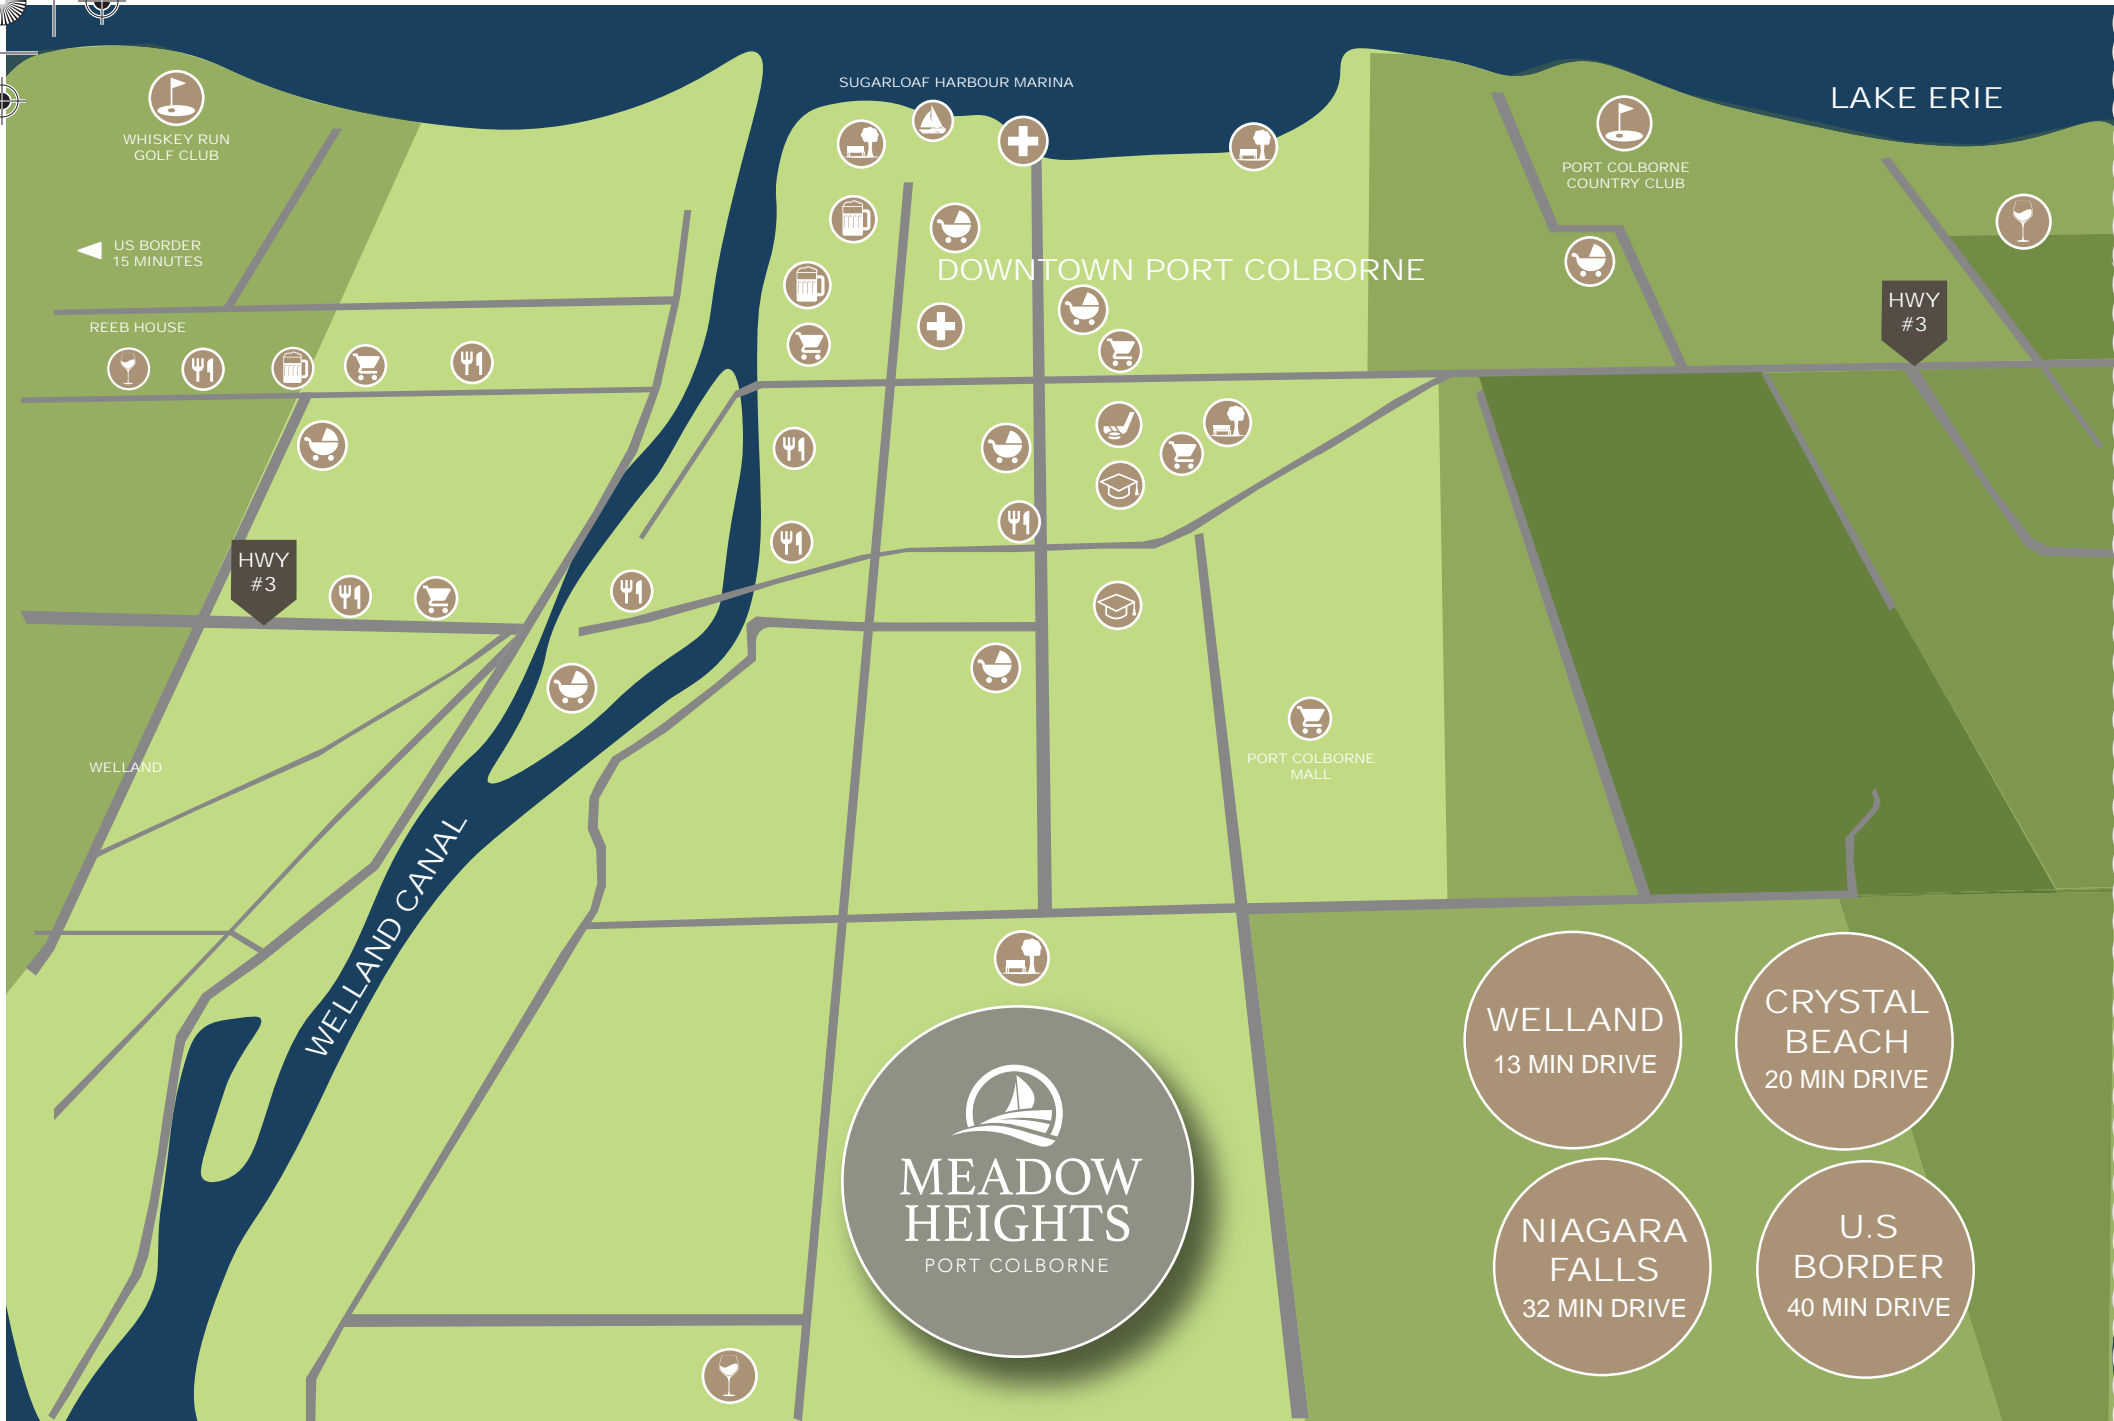 SUGARLOAF HARBOUR MARINA
LAKE ERIE
WHISKEY RUN
GOLF CLUB
PORT COLBORNE
COUNTRY CLUB
US BORDER
15 MINUTES
DOWNTOWN PORT COLBORNE
HWY
#3
REEB HOUSE
HWY
#3
WELLAND
PORT COLBORNE
MALL
WELLAND CANAL
WELLAND
13 MIN DRIVE
CRYSTAL
BEACH
20 MIN DRIVE
MEADOW
HEIGHTS
PORT COLBORNE
NIAGARA
FALLS
32 MIN DRIVE
U.S
BORDER
40 MIN DRIVE